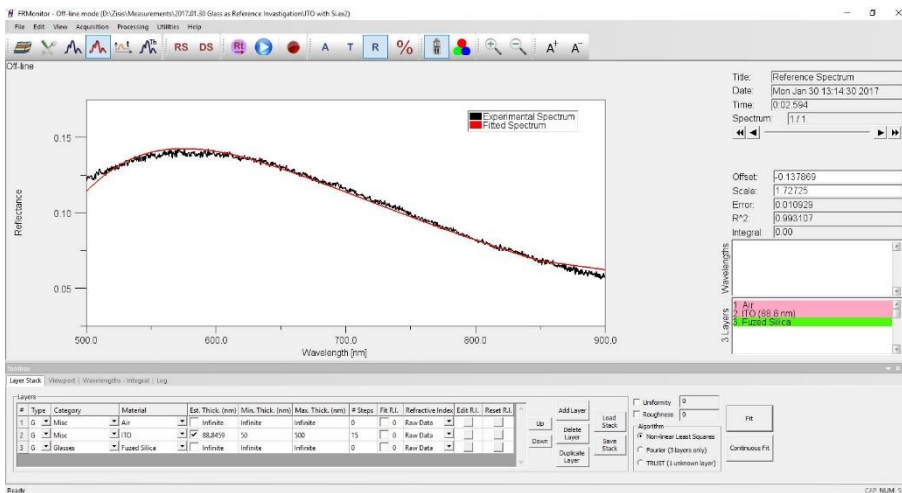 FRMonitor - Off-line mode (D:\Zisis\Measurements\2017.01.30 Glass as Reference Invastigation\ITO with Si.ax2)
File Edit View Acquisition Processing Utilities Help
RS DS A T R % A+ A-
Off-line
Title: Reference Spectrum
Date: Mon Jan 30 13:14:30 2017
Time: 0:02.594
Spectrum: 1 / 1
Experimental Spectrum
Fitted Spectrum
0.15
0.10
0.05
Reflectance
500.0 600.0 700.0 800.0 900.0
Wavelength [nm]
Offset: -0.137869
Scale: 1.72725
Error: 0.010929
R^2: 0.993107
Integral 0.00
Wavelengths
3 Layers
1. Air
2. ITO (88.8 nm)
3. Fuzed Silica
Toolbox
Layer Stack Viewport Wavelengths - Integral Log
Layers
# Type Category Material Est. Thick. (nm) Min. Thick. (nm) Max. Thick. (nm) # Steps Fit R.I. Refractive Index Edit R.I. Reset R.I.
1 G Misc Air Infinite Infinite Infinite 0 0 Raw Data
2 G Misc ITO 88.8459 50 500 15 0 Raw Data
3 G Glasses Fuzed Silica Infinite Infinite Infinite 0 0 Raw Data
Up
Down
Add Layer
Delete Layer
Duplicate Layer
Load Stack
Save Stack
Uniformity 0
Roughness 0
Algorithm
Non-linear Least Squares
Fourier (3 layers only)
TRUST (1 unknown layer)
Fit
Continuous Fit
Ready
CAP NUM